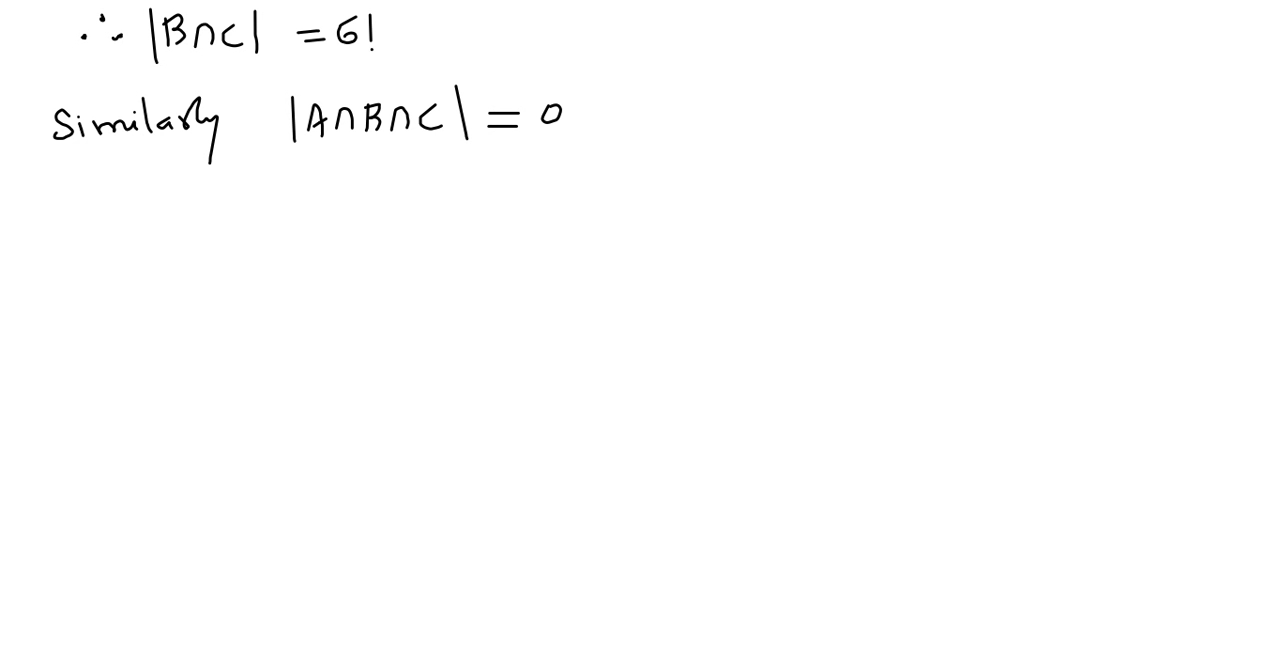 ∴ |B∩C| = 6!
Similarly |A∩B∩C| = 0